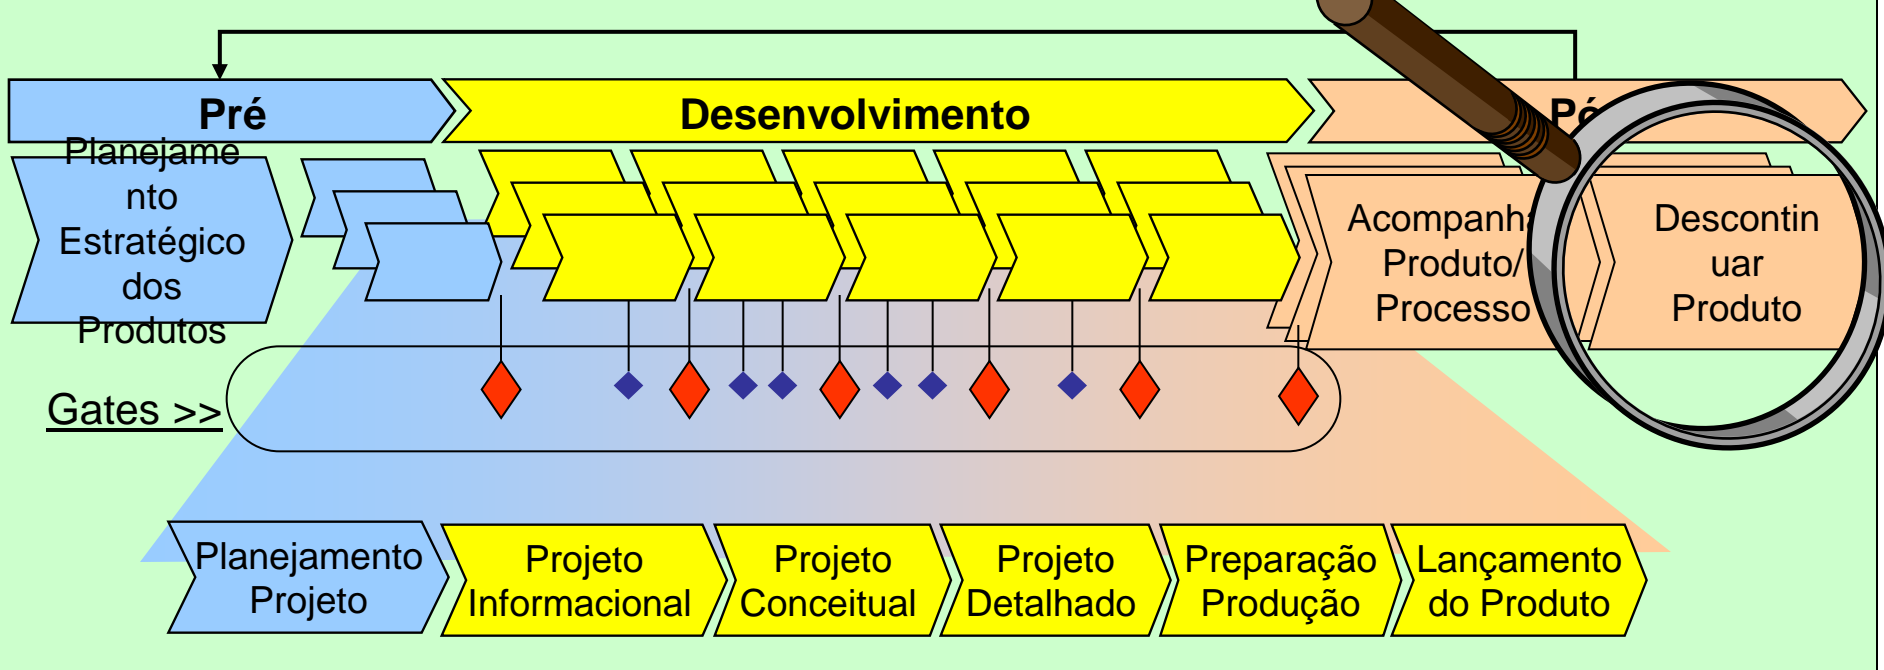 Pré
Desenvolvimento
Planejame
nto
Estratégico
dos
Produtos
Produto/
Processo
Descontin
uar
Produto
Gates >>
Planejamento
Projeto
Projeto
Informacional
Projeto
Conceitual
Projeto
Detalhado
Preparação
Produção
Lançamento
do Produto